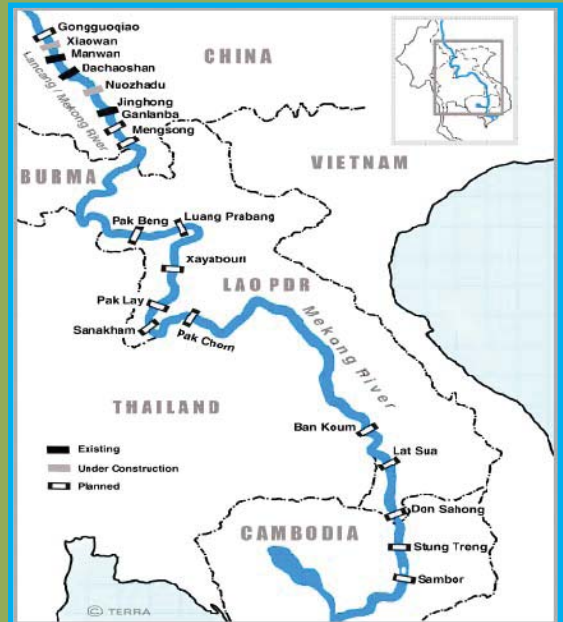 Gongguoqiao
Xiaowan
Manwan
Dachaoshan
Nuozhadu
Jinghong
Ganlanba
Mengsong
Lancang / Mekong River
CHINA
BURMA
VIETNAM
Pak Beng
Luang Prabang
Xayabouri
LAO PDR
Pak Lay
Sanakham
Pak Chom
Mekong River
THAILAND
Ban Koum
Lat Sua
Existing
Under Construction
Planned
Don Sahong
CAMBODIA
Stung Treng
Sambor
© TERRA